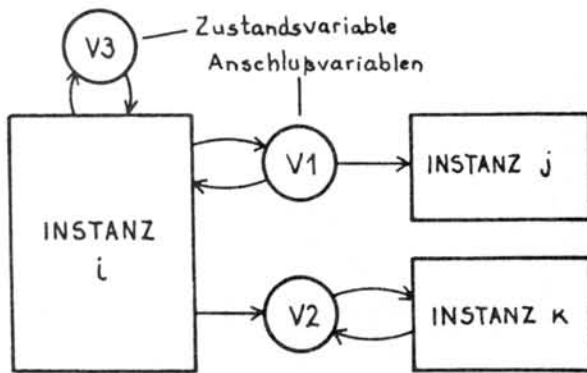 V3
Zustandsvariable
Anschlußvariablen
V1
INSTANZ j
INSTANZ
i
V2
INSTANZ k